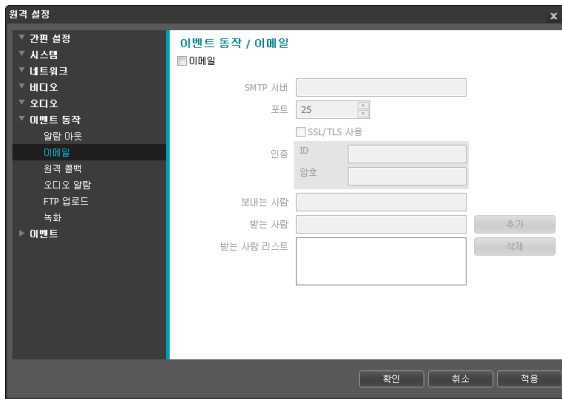 원격 설정
x
간편 설정
시스템
네트워크
비디오
오디오
이벤트 동작
알람 아웃
이메일
원격 콜백
오디오 알람
FTP 업로드
녹화
이벤트
이벤트 동작 / 이메일
이메일
SMTP 서버
포트 25
SSL/TLS 사용
인증 ID
암호
보내는 사람
받는 사람 추가
받는 사람 리스트 삭제
확인 취소 적용